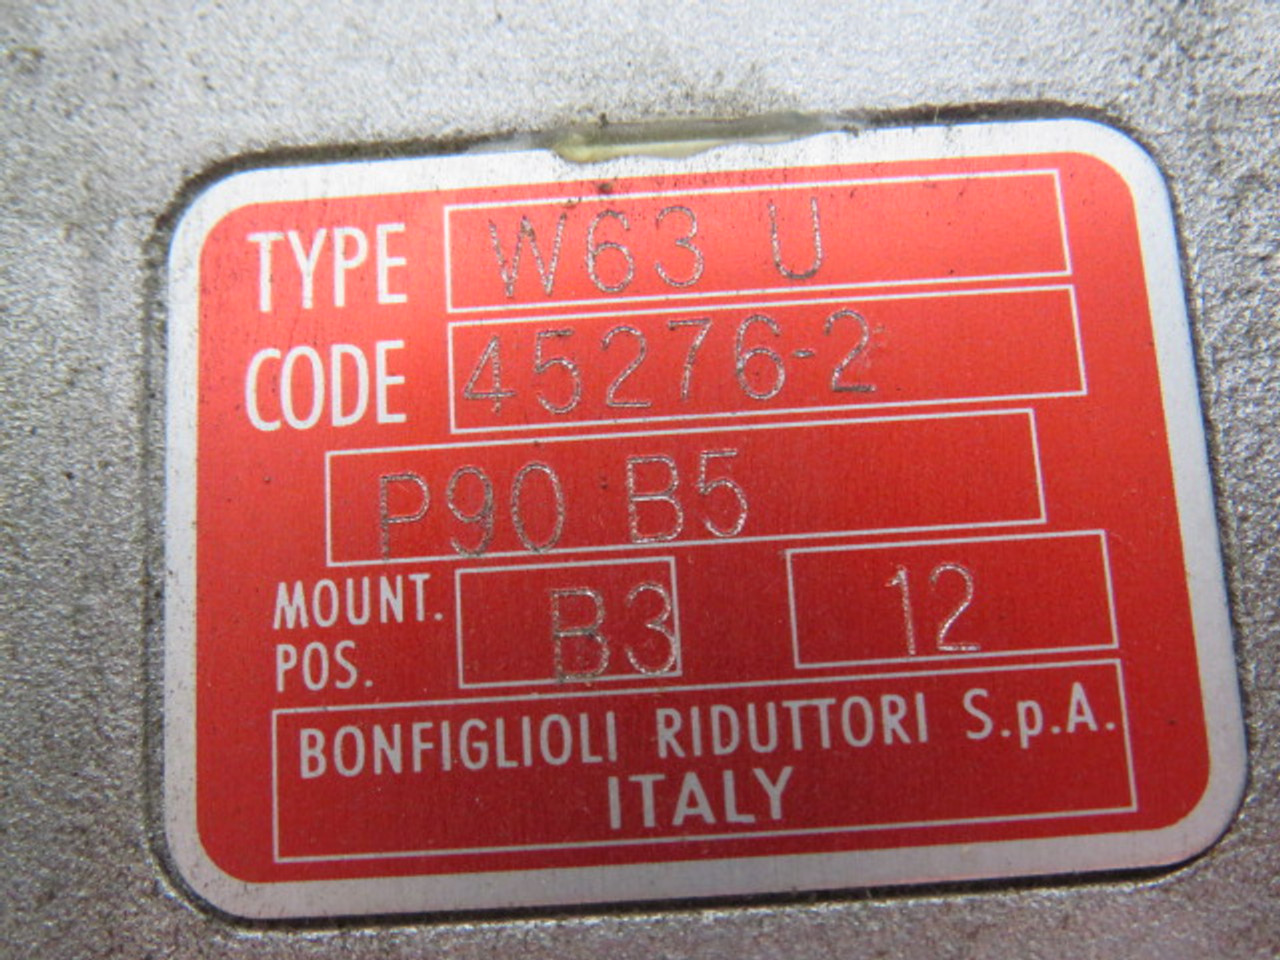 TYPE W63 U
CODE 45276-2
P90 B5
MOUNT. POS. B3 12
BONFIGLIOLI RIDUTTORI S.p.A.
ITALY